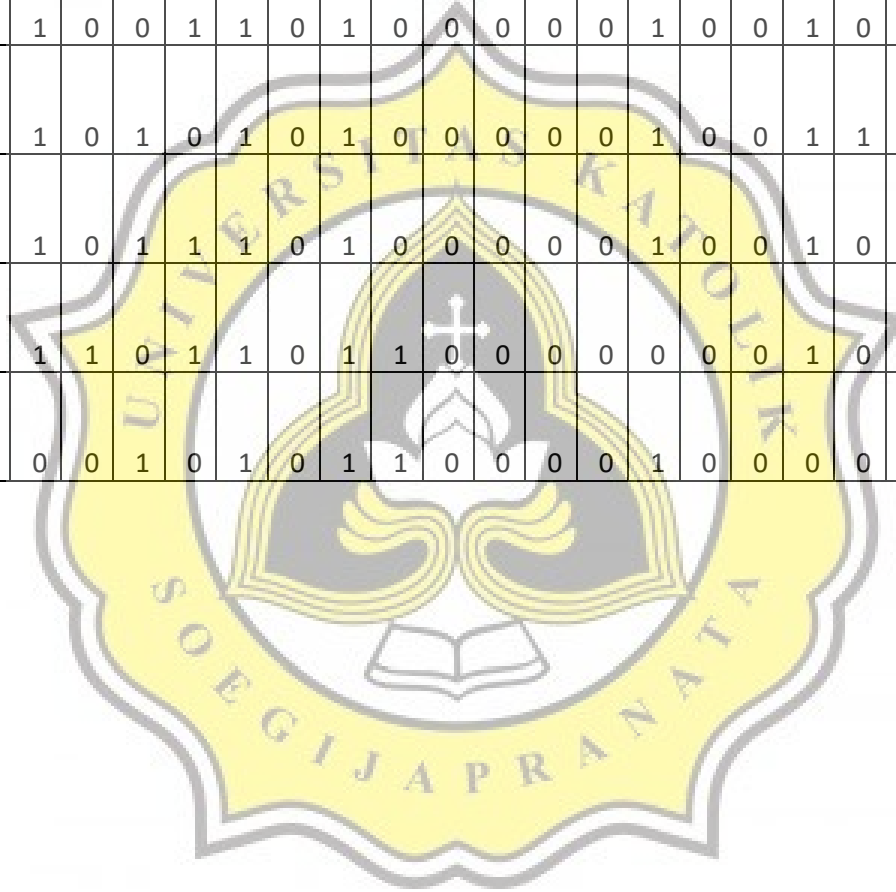 1 0 0 1 1 0 1 0 0 0 0 0 1 0 0 1 0
1 0 1 0 1 0 1 0 0 0 0 0 1 0 0 1 1
1 0 1 1 1 0 1 0 0 0 0 0 1 0 0 1 0
1 1 0 1 1 0 1 1 0 0 0 0 0 0 0 1 0
0 0 1 0 1 0 1 1 0 0 0 0 1 0 0 0 0
UNIVERSITAS KATOLIK
SOEGIJAPRANATA